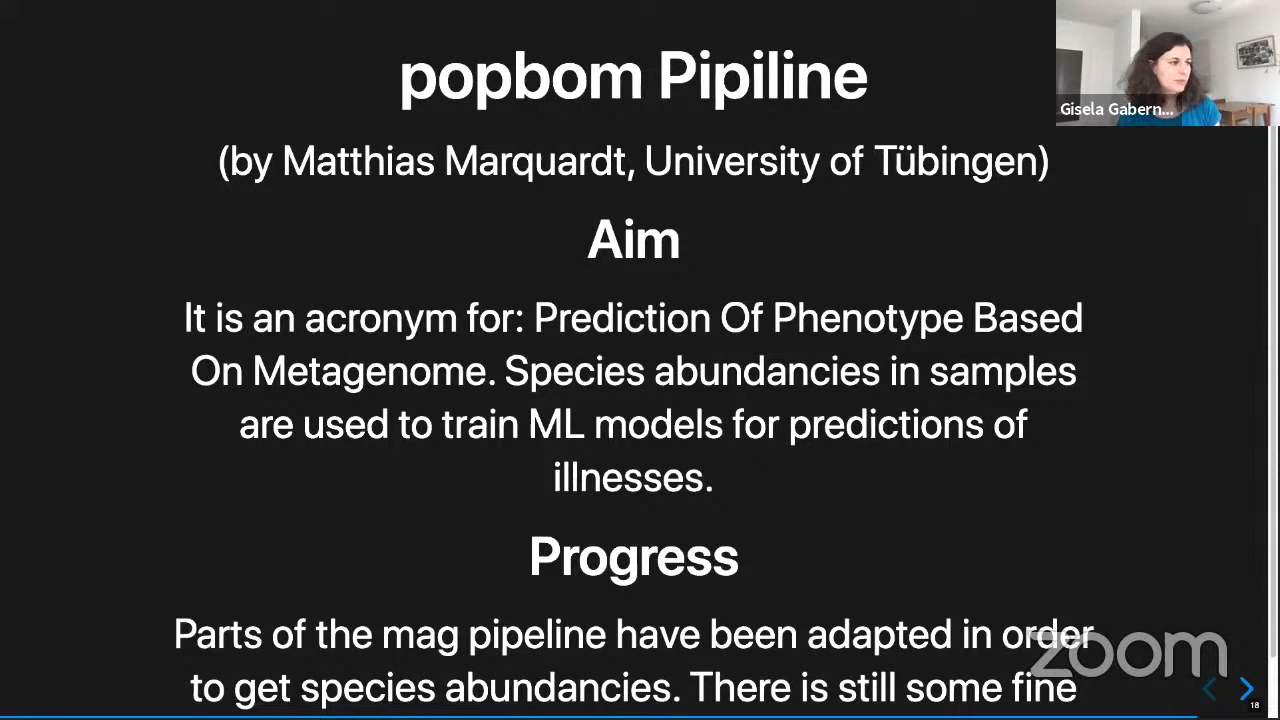 popbom Pipiline
Gisela Gabern...
(by Matthias Marquardt, University of Tübingen)
Aim
It is an acronym for: Prediction Of Phenotype Based
On Metagenome. Species abundancies in samples
are used to train ML models for predictions of
illnesses.
Progress
Parts of the mag pipeline have been adapted in order
to get species abundancies. There is still some fine
zoom
18